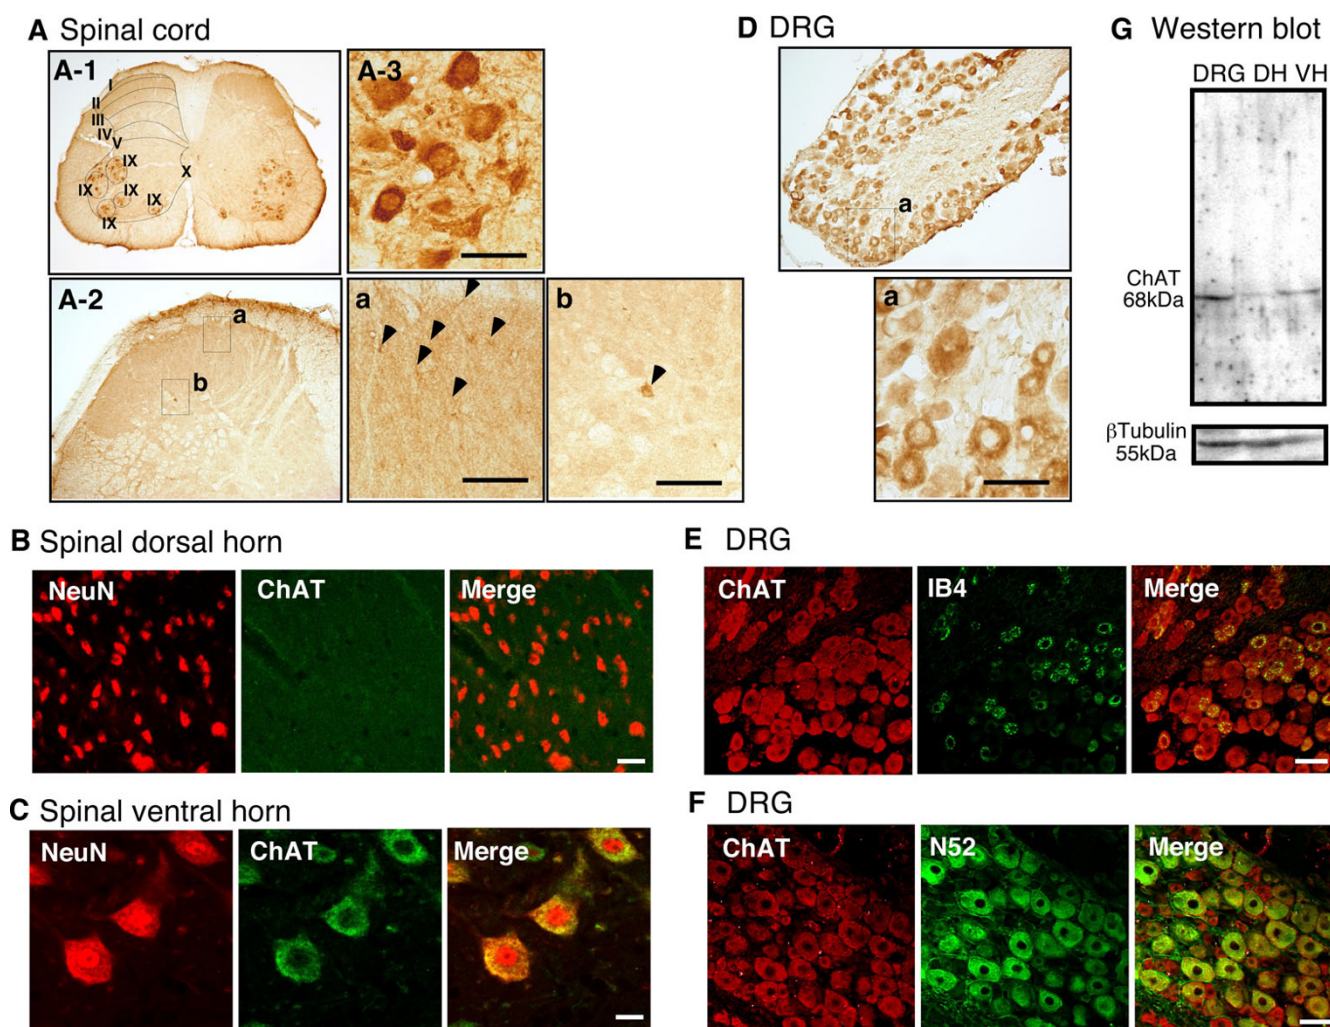 A Spinal cord
A-1
I
II
III
IV
V
IX
IX
IX
IX
IX
X
A-3
A-2
a
b
a
b
D DRG
a
a
G Western blot
DRG DH VH
ChAT
68kDa
βTubulin
55kDa
B Spinal dorsal horn
NeuN
ChAT
Merge
C Spinal ventral horn
NeuN
ChAT
Merge
E DRG
ChAT
IB4
Merge
F DRG
ChAT
N52
Merge